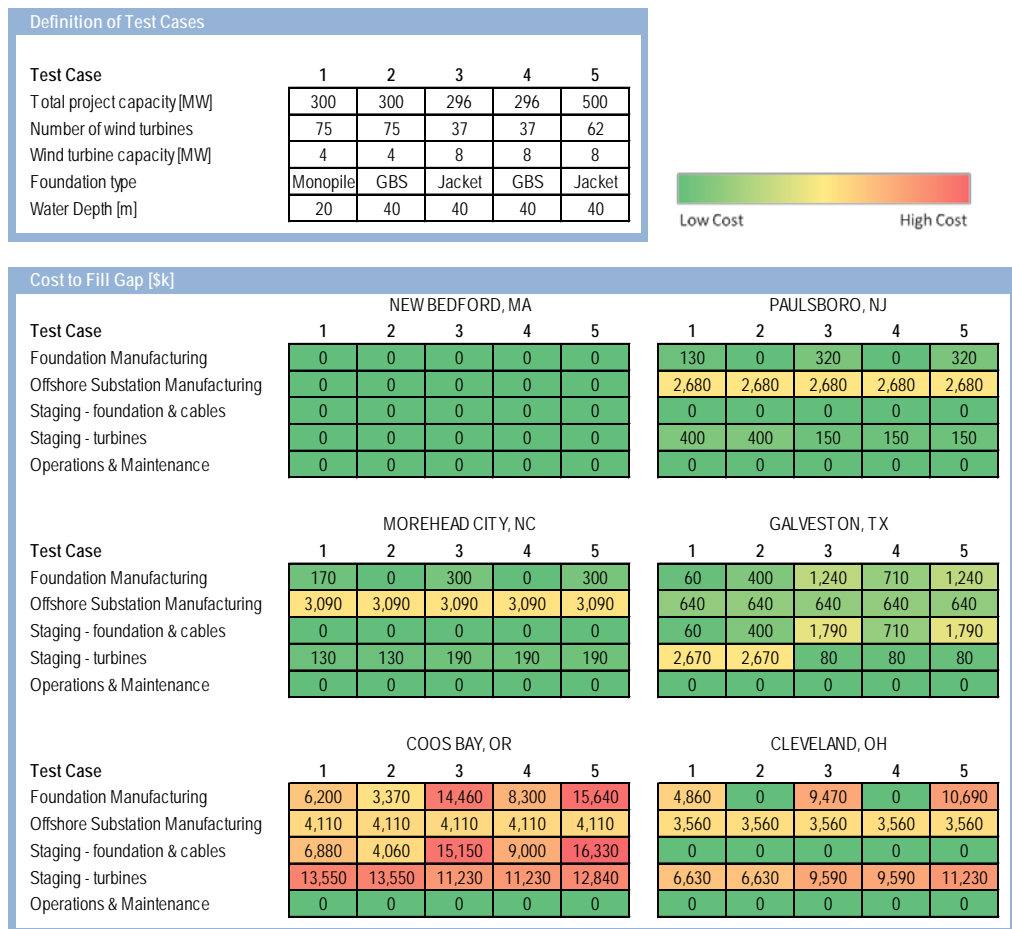 Definition of Test Cases
Test Case 1 2 3 4 5
Total project capacity [MW] 300 300 296 296 500
Number of wind turbines 75 75 37 37 62
Wind turbine capacity [MW] 4 4 8 8 8
Foundation type Monopile GBS Jacket GBS Jacket
Water Depth [m] 20 40 40 40 40
Low Cost High Cost
Cost to Fill Gap [$k]
NEW BEDFORD, MA PAULSBORO, NJ
Test Case 1 2 3 4 5 1 2 3 4 5
Foundation Manufacturing 0 0 0 0 0 130 0 320 0 320
Offshore Substation Manufacturing 0 0 0 0 0 2,680 2,680 2,680 2,680 2,680
Staging - foundation & cables 0 0 0 0 0 0 0 0 0 0
Staging - turbines 0 0 0 0 0 400 400 150 150 150
Operations & Maintenance 0 0 0 0 0 0 0 0 0 0
MOREHEAD CITY, NC GALVESTON, TX
Test Case 1 2 3 4 5 1 2 3 4 5
Foundation Manufacturing 170 0 300 0 300 60 400 1,240 710 1,240
Offshore Substation Manufacturing 3,090 3,090 3,090 3,090 3,090 640 640 640 640 640
Staging - foundation & cables 0 0 0 0 0 60 400 1,790 710 1,790
Staging - turbines 130 130 190 190 190 2,670 2,670 80 80 80
Operations & Maintenance 0 0 0 0 0 0 0 0 0 0
COOS BAY, OR CLEVELAND, OH
Test Case 1 2 3 4 5 1 2 3 4 5
Foundation Manufacturing 6,200 3,370 14,460 8,300 15,640 4,860 0 9,470 0 10,690
Offshore Substation Manufacturing 4,110 4,110 4,110 4,110 4,110 3,560 3,560 3,560 3,560 3,560
Staging - foundation & cables 6,880 4,060 15,150 9,000 16,330 0 0 0 0 0
Staging - turbines 13,550 13,550 11,230 11,230 12,840 6,630 6,630 9,590 9,590 11,230
Operations & Maintenance 0 0 0 0 0 0 0 0 0 0